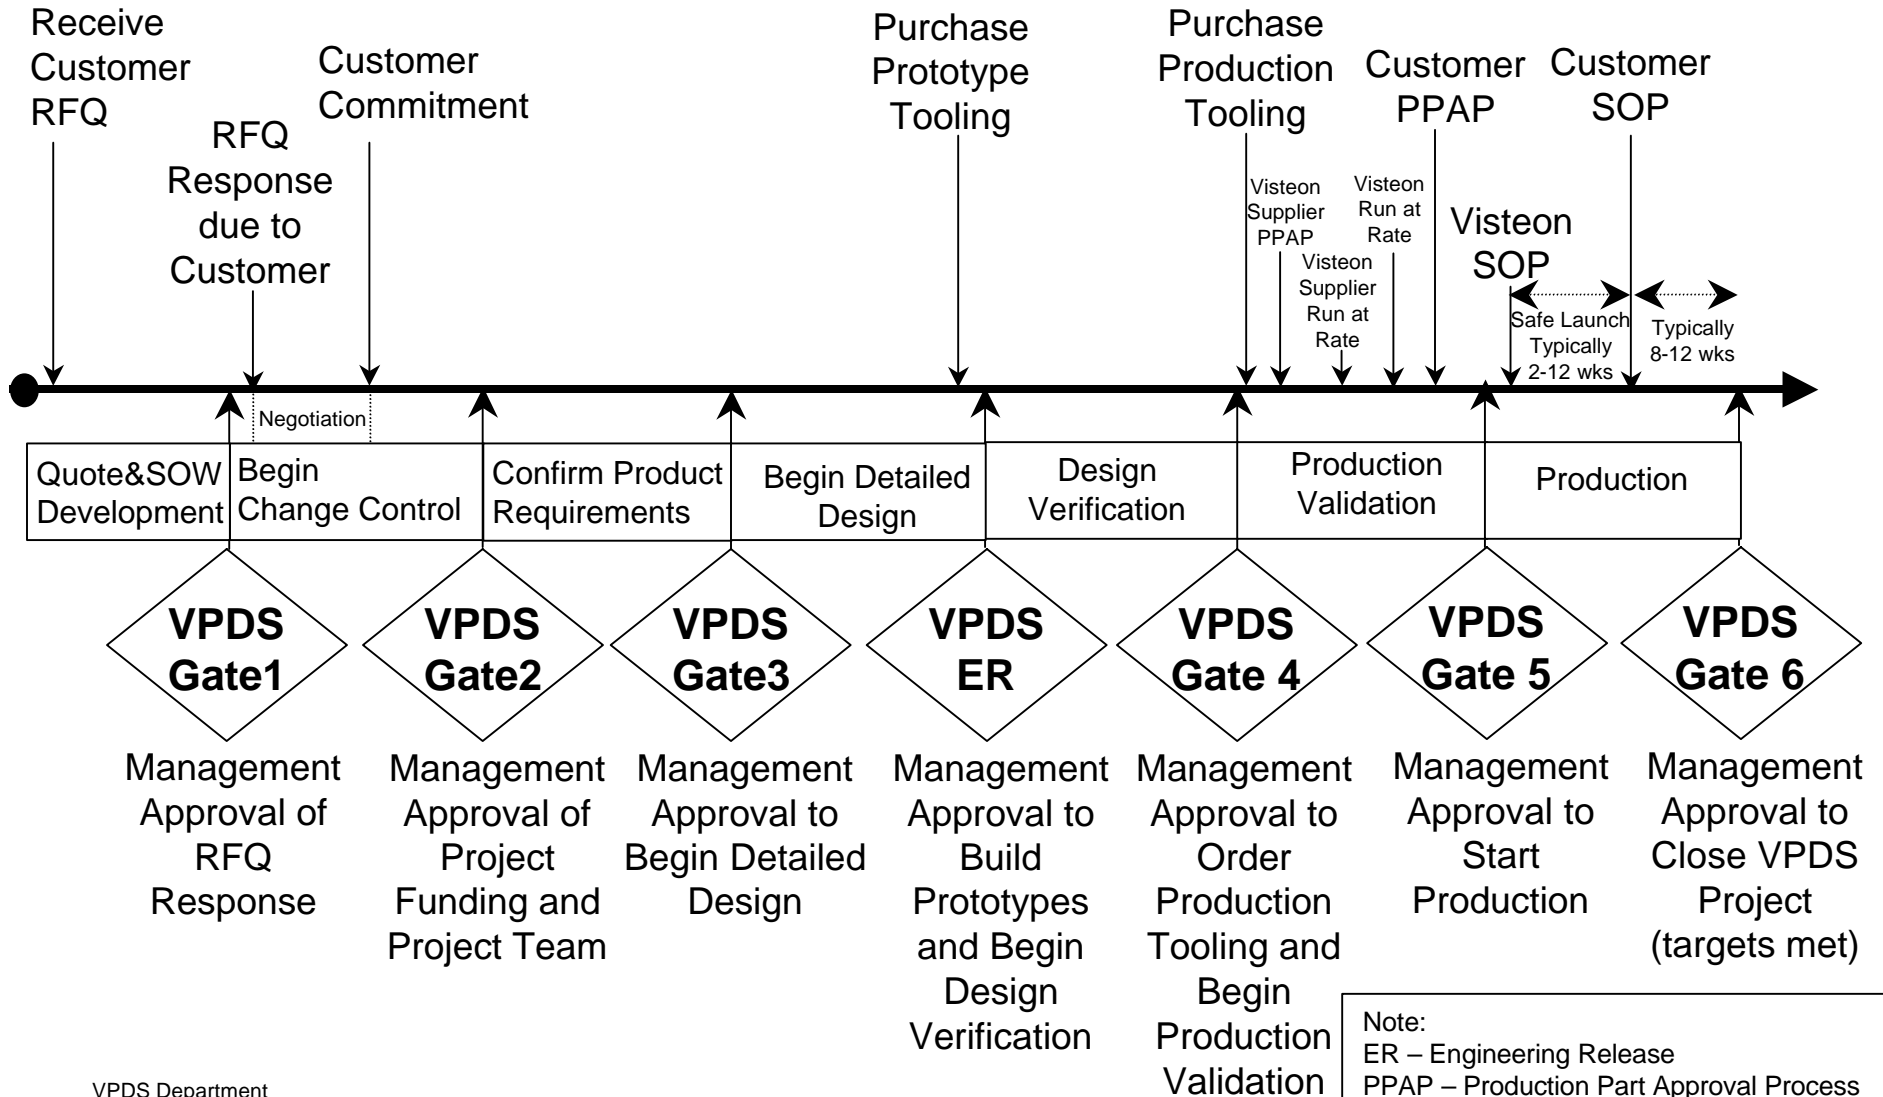 Receive
Customer
RFQ
RFQ
Response
due to
Customer
Customer
Commitment
Purchase
Prototype
Tooling
Purchase
Production
Tooling
Visteon
Supplier
PPAP
Visteon
Supplier
Run at
Rate
Visteon
Run at
Rate
Customer
PPAP
Visteon
SOP
Customer
SOP
Safe Launch
Typically
2-12 wks
Typically
8-12 wks
Negotiation
Quote&SOW
Development
Begin
Change Control
Confirm Product
Requirements
Begin Detailed
Design
Design
Verification
Production
Validation
Production
VPDS
Gate1
VPDS
Gate2
VPDS
Gate3
VPDS
ER
VPDS
Gate 4
VPDS
Gate 5
VPDS
Gate 6
Management
Approval of
RFQ
Response
Management
Approval of
Project
Funding and
Project Team
Management
Approval to
Begin Detailed
Design
Management
Approval to
Build
Prototypes
and Begin
Design
Verification
Management
Approval to
Order
Production
Tooling and
Begin
Production
Validation
Management
Approval to
Start
Production
Management
Approval to
Close VPDS
Project
(targets met)
Note:
ER – Engineering Release
PPAP – Production Part Approval Process
VPDS Department